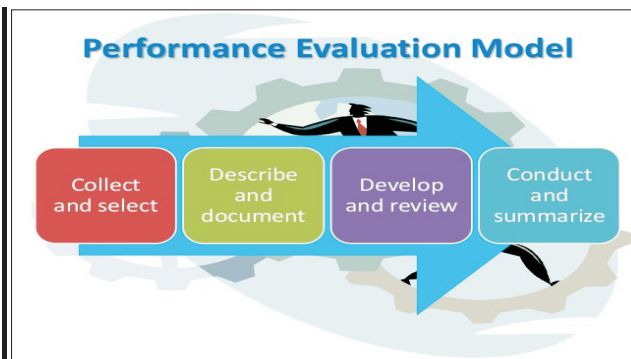 Performance Evaluation Model
Collect
and select
Describe
and
document
Develop
and review
Conduct
and
summarize